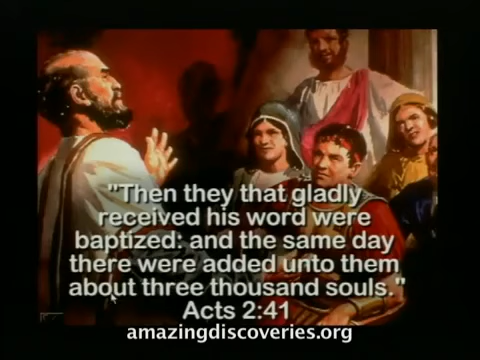 "Then they that gladly
received his word were
baptized: and the same day
there were added unto them
about three thousand souls."
Acts 2:41
amazingdiscoveries.org